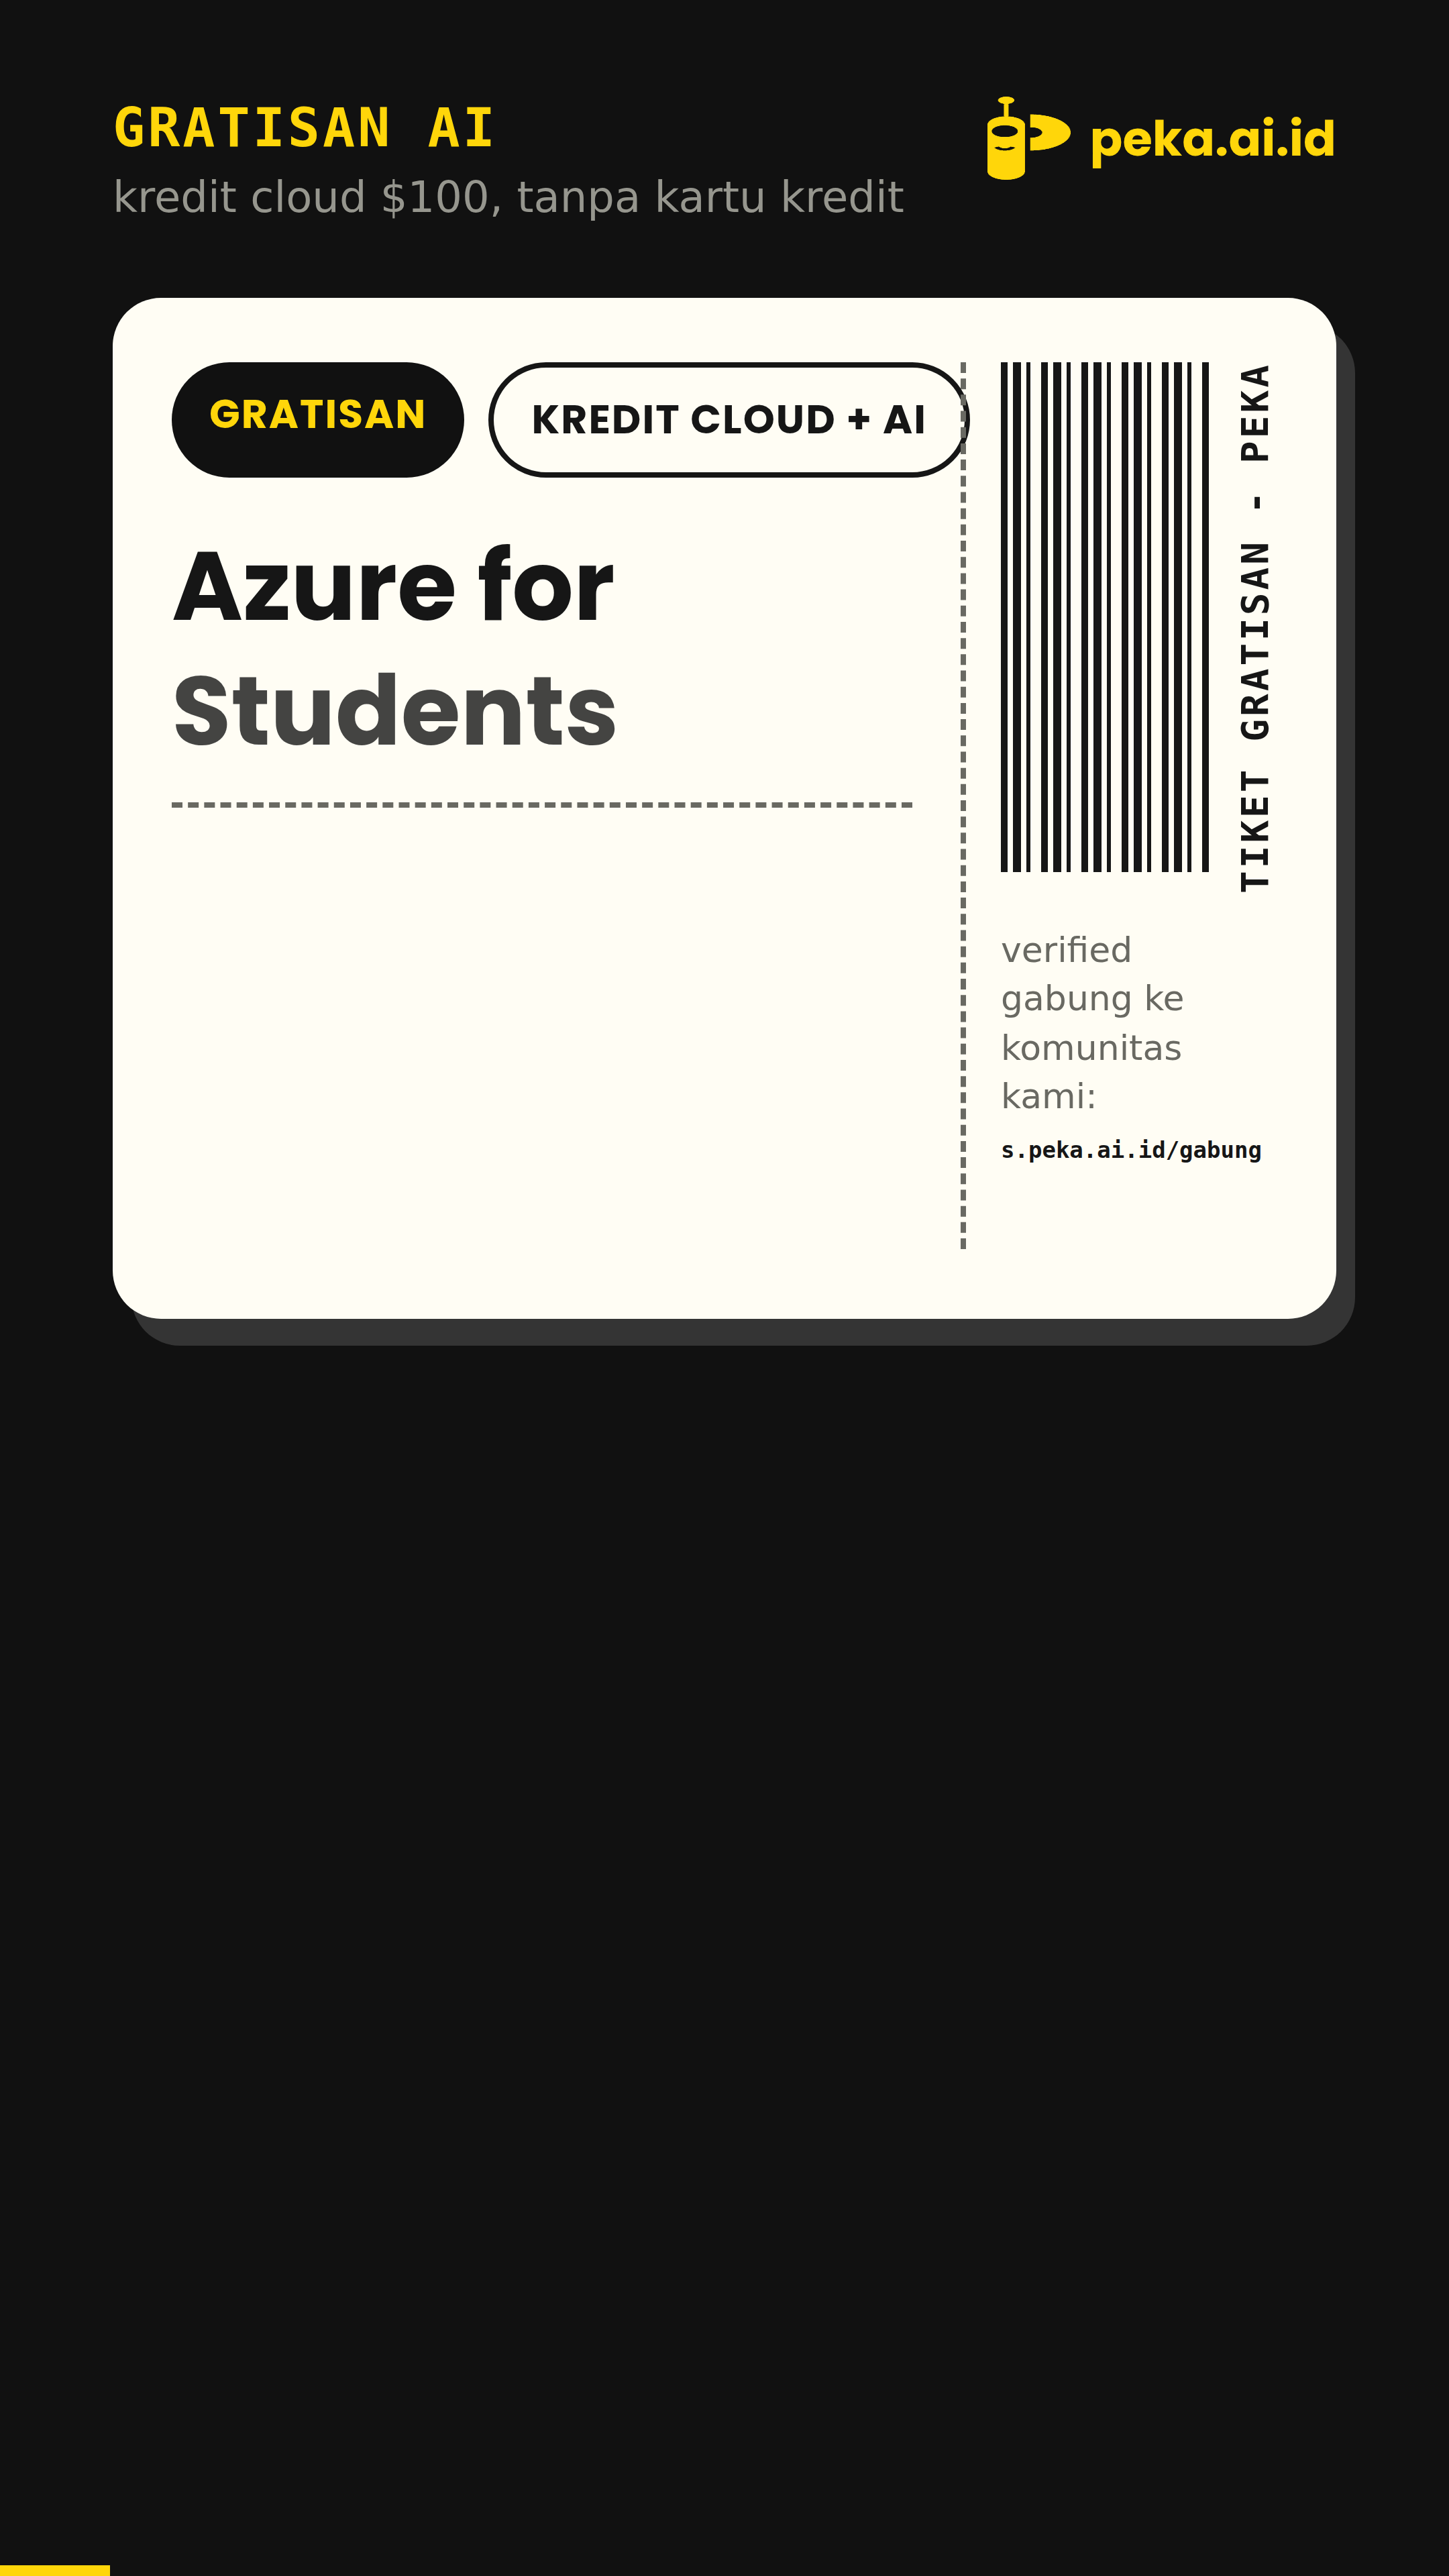 GRATISAN AI
kredit cloud $100, tanpa kartu kredit
peka.ai.id
GRATISAN
KREDIT CLOUD + AI
Azure for
Students
TIKET GRATISAN - PEKA
verified
gabung ke
komunitas
kami:
s.peka.ai.id/gabung